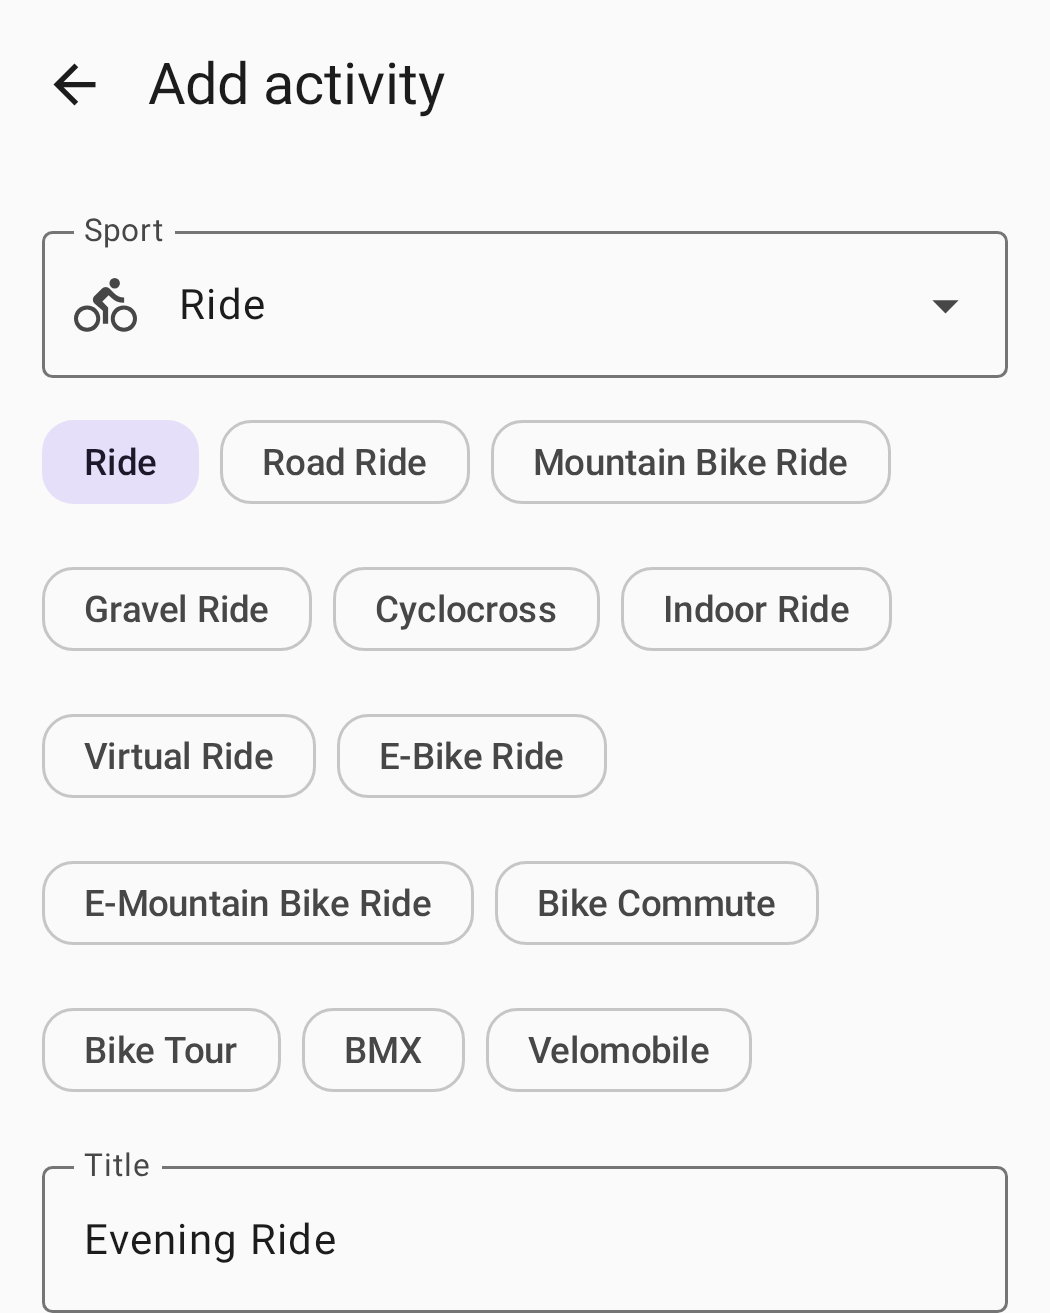 Add activity
Sport
Ride
Ride Road Ride Mountain Bike Ride
Gravel Ride Cyclocross Indoor Ride
Virtual Ride E-Bike Ride
E-Mountain Bike Ride Bike Commute
Bike Tour BMX Velomobile
Title
Evening Ride